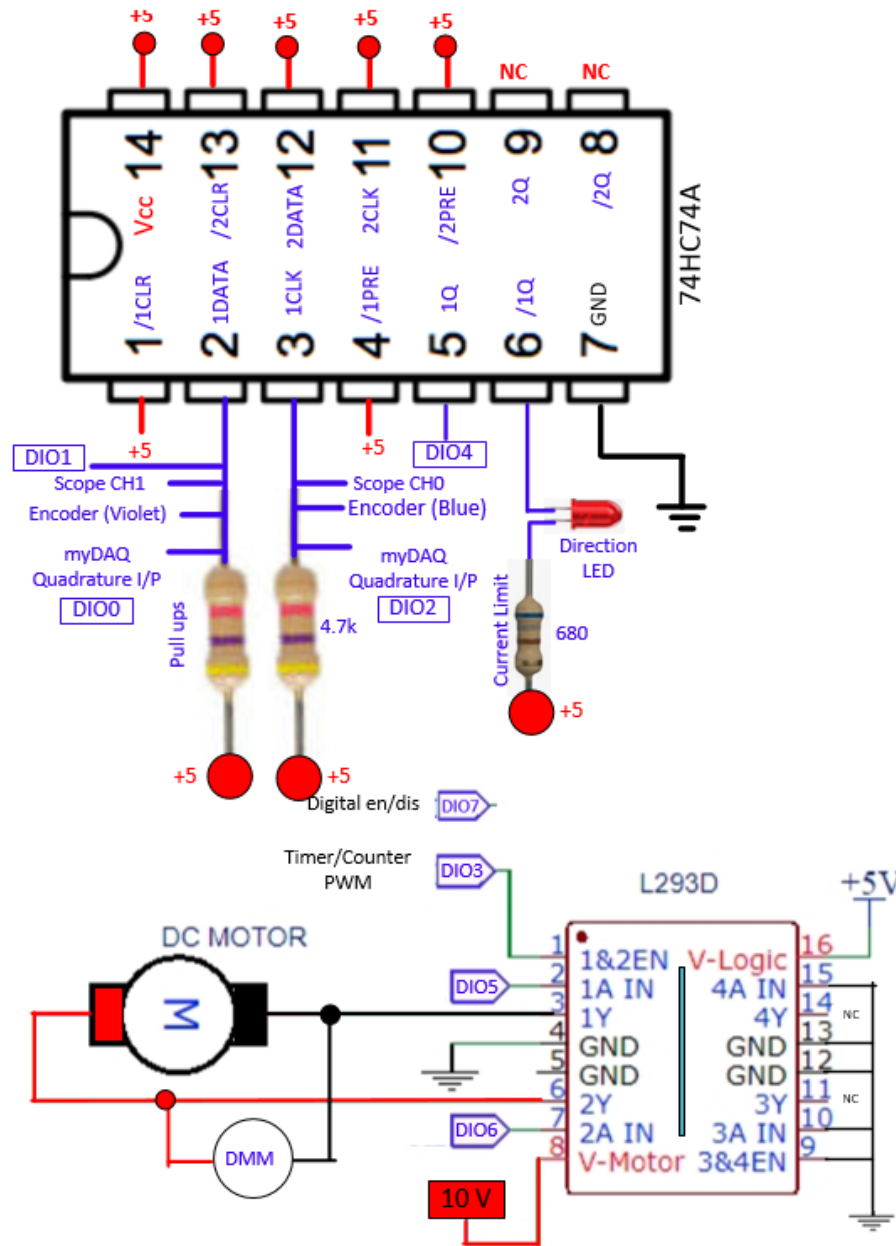 +5
+5
+5
+5
+5
NC
NC
14
13
12
11
10
9
8
Vcc
/2CLR
2DATA
2CLK
/2PRE
2Q
/2Q
/1CLR
1DATA
1CLK
/1PRE
1Q
/1Q
GND
1
2
3
4
5
6
7
74HC74A
+5
+5
DIO1
DIO4
Scope CH1
Scope CH0
Encoder (Violet)
Encoder (Blue)
myDAQ
Quadrature I/P
DIO0
myDAQ
Quadrature I/P
DIO2
Direction
LED
Pull ups
4.7k
Current Limit
680
+5
+5
+5
Digital en/dis
DIO7
Timer/Counter
PWM
DIO3
L293D
+5V
DC MOTOR
M
DMM
DIO5
DIO6
10 V
1
2
3
4
5
6
7
8
1&2EN
1A IN
1Y
GND
GND
2Y
2A IN
V-Motor
V-Logic
4A IN
4Y
GND
GND
3Y
3A IN
3&4EN
16
15
14
13
12
11
10
9
NC
NC